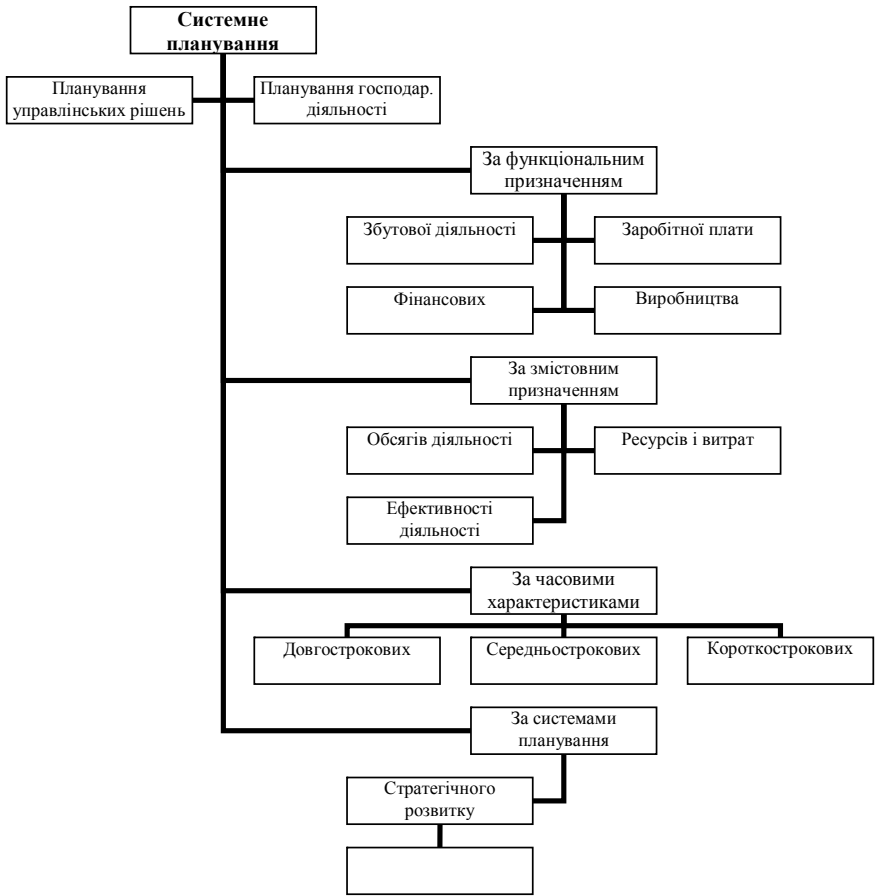 Системне
планування
Планування
управлінських рішень
Планування господар.
діяльності
За функціональним
призначенням
Збутової діяльності
Заробітної плати
Фінансових
Виробництва
За змістовним
призначенням
Обсягів діяльності
Ресурсів і витрат
Ефективності
діяльності
За часовими
характеристиками
Довгострокових
Середньострокових
Короткострокових
За системами
планування
Стратегічного
розвитку